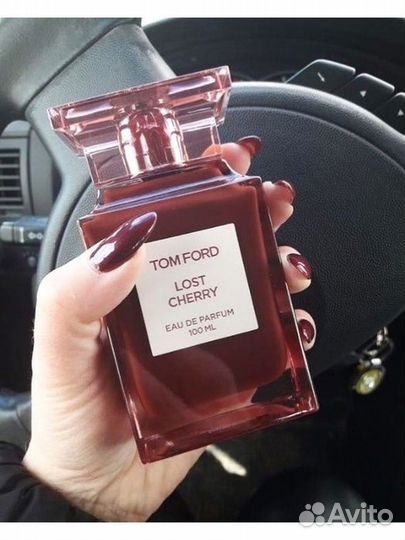 TOM FORD
LOST
CHERRY
EAU DE PARFUM
100 ML
Avito